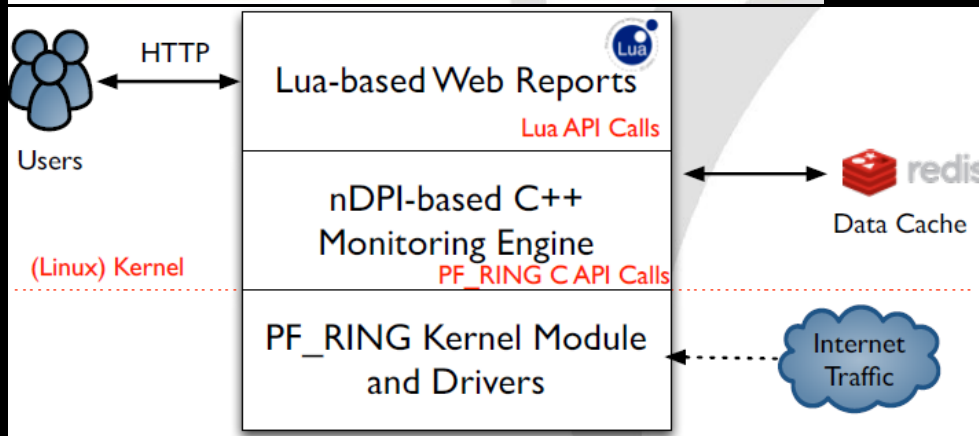 HTTP
Lua
Lua-based Web Reports
Lua API Calls
Users
redis
nDPI-based C++
Monitoring Engine
Data Cache
(Linux) Kernel
PF_RING C API Calls
PF_RING Kernel Module
and Drivers
Internet
Traffic